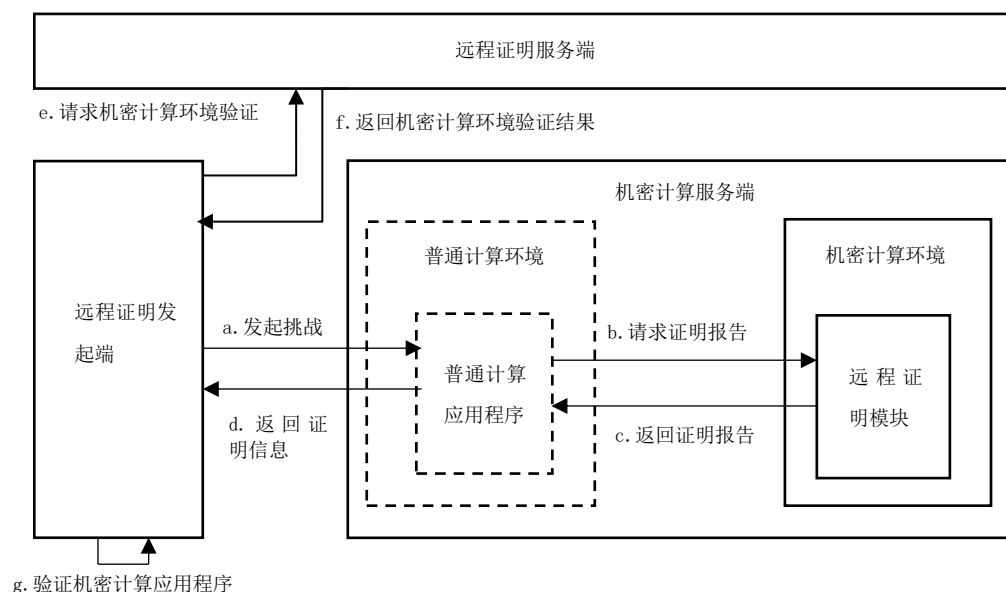 远程证明服务端
e.请求机密计算环境验证
f.返回机密计算环境验证结果
机密计算服务端
普通计算环境
机密计算环境
远程证明发
起端
a.发起挑战
b.请求证明报告
普通计算
应用程序
远程证
明模块
d.返回证
明信息
c.返回证明报告
g.验证机密计算应用程序